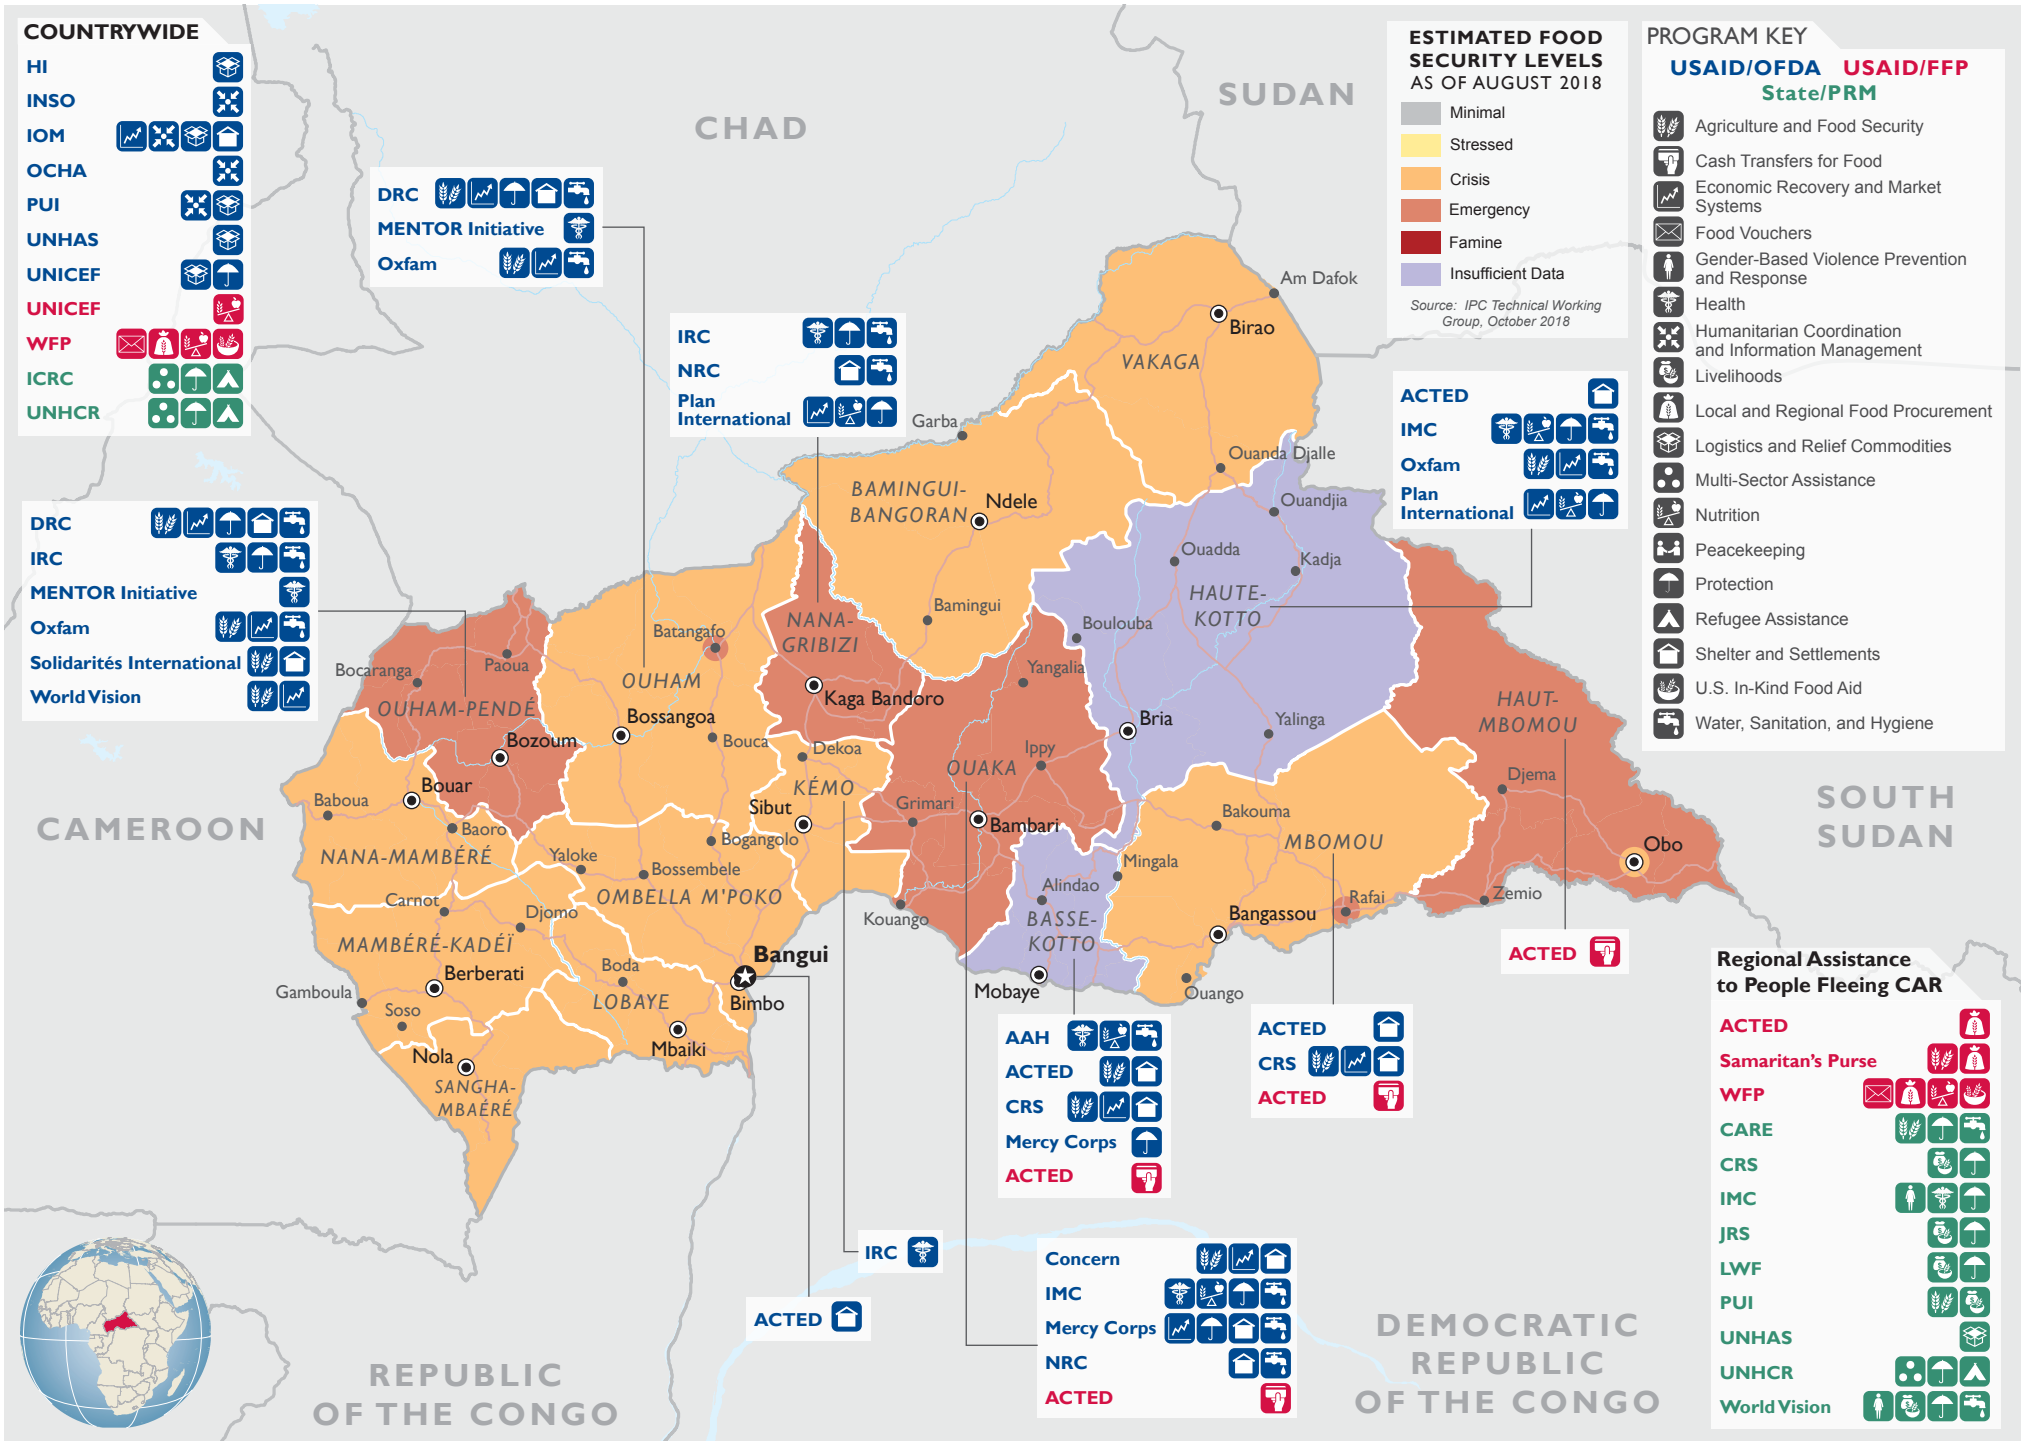 COUNTRYWIDE
HI
INSO
IOM
OCHA
PUI
UNHAS
UNICEF
UNICEF
WFP
ICRC
UNHCR
DRC
MENTOR Initiative
Oxfam
IRC
NRC
Plan
International
CHAD
SUDAN
ESTIMATED FOOD
SECURITY LEVELS
AS OF AUGUST 2018
Minimal
Stressed
Crisis
Emergency
Famine
Insufficient Data
Source: IPC Technical Working
Group, October 2018
PROGRAM KEY
USAID/OFDA USAID/FFP
State/PRM
Agriculture and Food Security
Cash Transfers for Food
Economic Recovery and Market
Systems
Food Vouchers
Gender-Based Violence Prevention
and Response
Health
Humanitarian Coordination
and Information Management
Livelihoods
Local and Regional Food Procurement
Logistics and Relief Commodities
Multi-Sector Assistance
Nutrition
Peacekeeping
Protection
Refugee Assistance
Shelter and Settlements
U.S. In-Kind Food Aid
Water, Sanitation, and Hygiene
ACTED
IMC
Oxfam
Plan
International
DRC
IRC
MENTOR Initiative
Oxfam
Solidarités International
World Vision
Am Dafok
Birao
VAKAGA
Garba
Ouanda Djalle
BAMINGUI-
BANGORAN
Ndele
Ouandjia
Ouadda
Kadja
HAUTE-
KOTTO
Bamingui
Boulouba
NANA-
GRIBIZI
Batangafo
Yangalia
Paoua
Bocaranga
OUHAM
Kaga Bandoro
OUHAM-PENDÉ
Bossangoa
Bria
Yalinga
HAUT-
MBOMOU
Bozoum
Bouca
Dekoa
Ippy
OUAKA
Djema
Bouar
KÉMO
Baboua
Sibut
Grimari
Bambari
Bakouma
MBOMOU
Obo
CAMEROON
SOUTH
SUDAN
Baoro
Bogangolo
NANA-MAMBÉRÉ
Yaloke
Bossembele
Mingala
Alindao
Zemio
Rafai
OMBELLA M'POKO
Carnot
Djomo
Kouango
BASSE-
KOTTO
Bangassou
MAMBÉRÉ-KADÉÏ
Bangui
Berberati
Boda
Gamboula
LOBAYE
Bimbo
Mobaye
Ouango
Soso
Mbaiki
Nola
SANGHA-
MBAÉRÉ
ACTED
AAH
ACTED
CRS
Mercy Corps
ACTED
ACTED
CRS
ACTED
IRC
ACTED
Concern
IMC
Mercy Corps
NRC
ACTED
REPUBLIC
OF THE CONGO
DEMOCRATIC
REPUBLIC
OF THE CONGO
Regional Assistance
to People Fleeing CAR
ACTED
Samaritan's Purse
WFP
CARE
CRS
IMC
JRS
LWF
PUI
UNHAS
UNHCR
World Vision